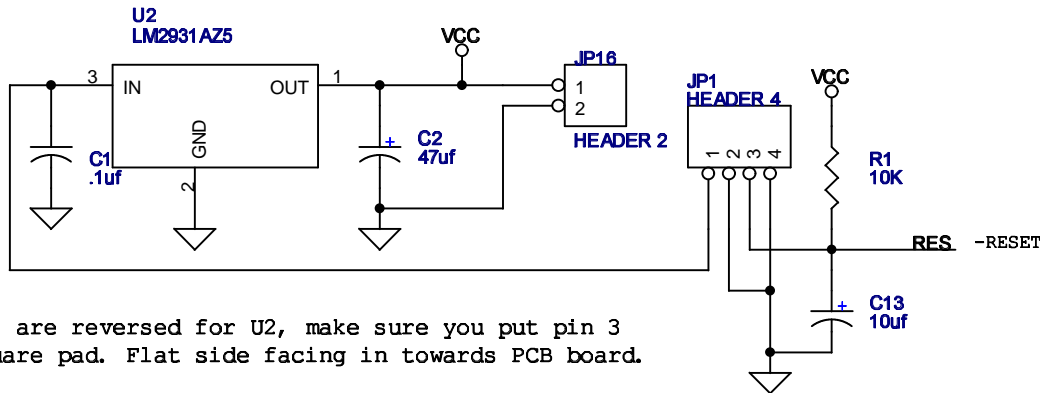 U2
LM2931AZ5
3 IN OUT 1
GND
2
C1
.1uf
C2
47uf
+
VCC
JP16
1
2
HEADER 2
JP1
HEADER 4
1 2 3 4
VCC
R1
10K
RES -RESET
C13
10uf
+
are reversed for U2, make sure you put pin 3
uare pad. Flat side facing in towards PCB board.